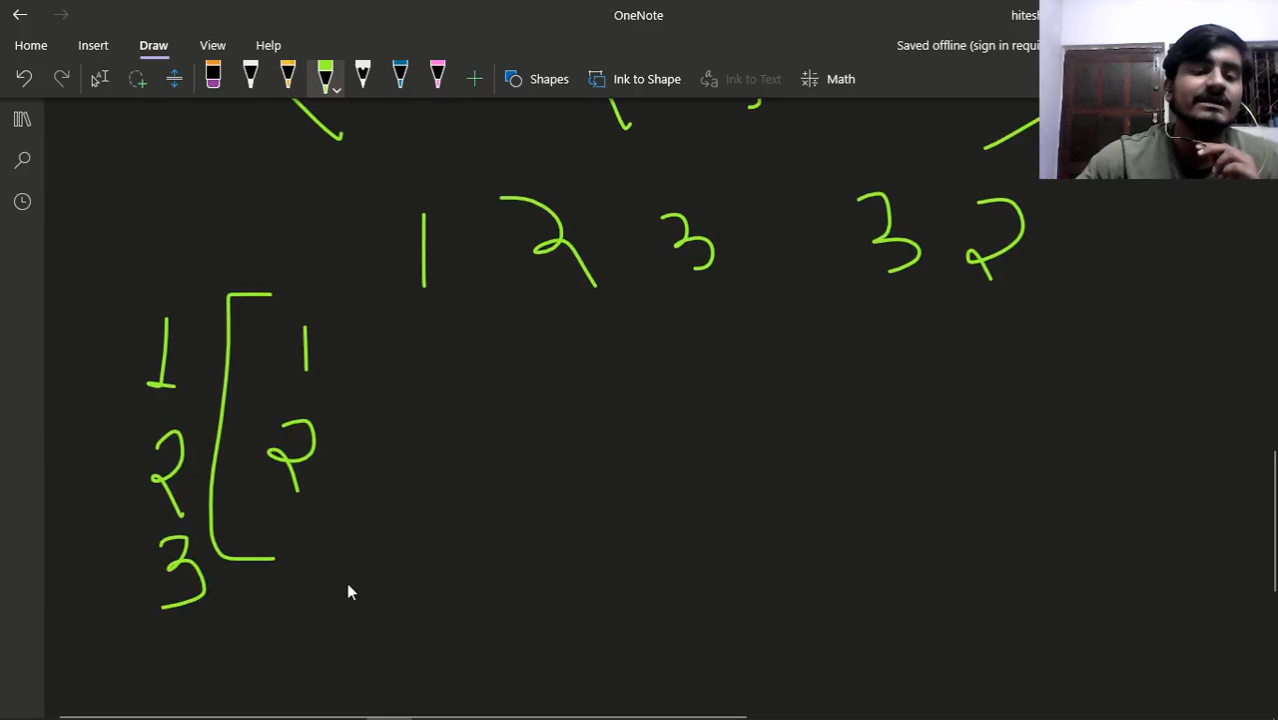 OneNote
hitesh
Home Insert Draw View Help
Saved offline (sign in requi
Shapes Ink to Shape Ink to Text Math
1 2 3 3 2
1 1
2 2
3